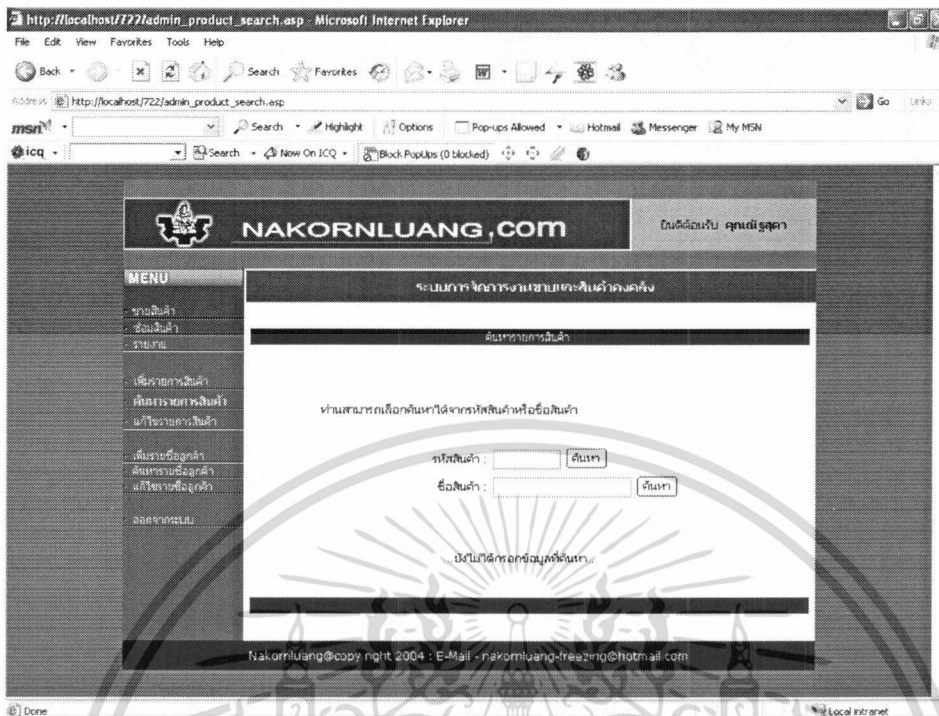 http://localhost/722/admin_product_search.asp - Microsoft Internet Explorer
File Edit View Favorites Tools Help
Back Search Favorites
Address http://localhost/722/admin_product_search.asp Go Links
msn Search Highlight Options Pop-ups Allowed Hotmail Messenger My MSN
icq Search Now On ICQ Block PopUps (0 blocked)
NAKORNLUANG.com
ยินดีต้อนรับ คุณณัฐสุดา
MENU
ระบบการจัดการงานขายและสินค้าคงคลัง
ขายสินค้า
ซ่อมสินค้า
รายงาน
ค้นหารายการสินค้า
เพิ่มรายการสินค้า
ค้นหารายการสินค้า
แก้ไขรายการสินค้า
ท่านสามารถเลือกค้นหาได้จากรหัสสินค้าหรือชื่อสินค้า
เพิ่มรายชื่อลูกค้า
ค้นหารายชื่อลูกค้า
แก้ไขรายชื่อลูกค้า
รหัสสินค้า : ค้นหา
ชื่อสินค้า : ค้นหา
ออกจากระบบ
...ยังไม่ได้กรอกข้อมูลที่ค้นหา...
Nakornluang@copy right 2004 : E-Mail - nakornluang-freezing@hotmail.com
Done Local intranet